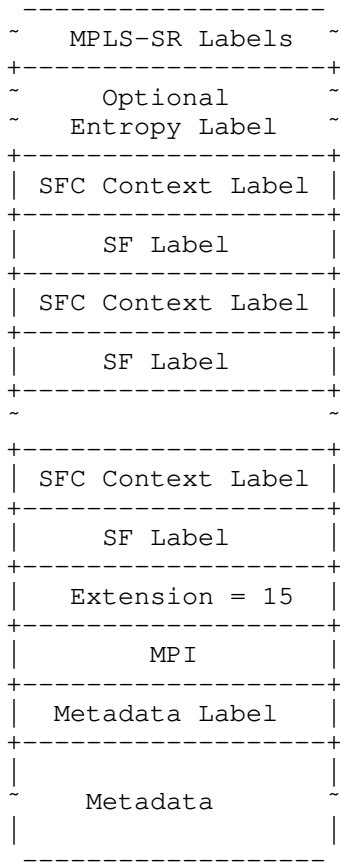 MPLS-SR Labels
Optional
Entropy Label
SFC Context Label
SF Label
SFC Context Label
SF Label
SFC Context Label
SF Label
Extension = 15
MPI
Metadata Label
Metadata